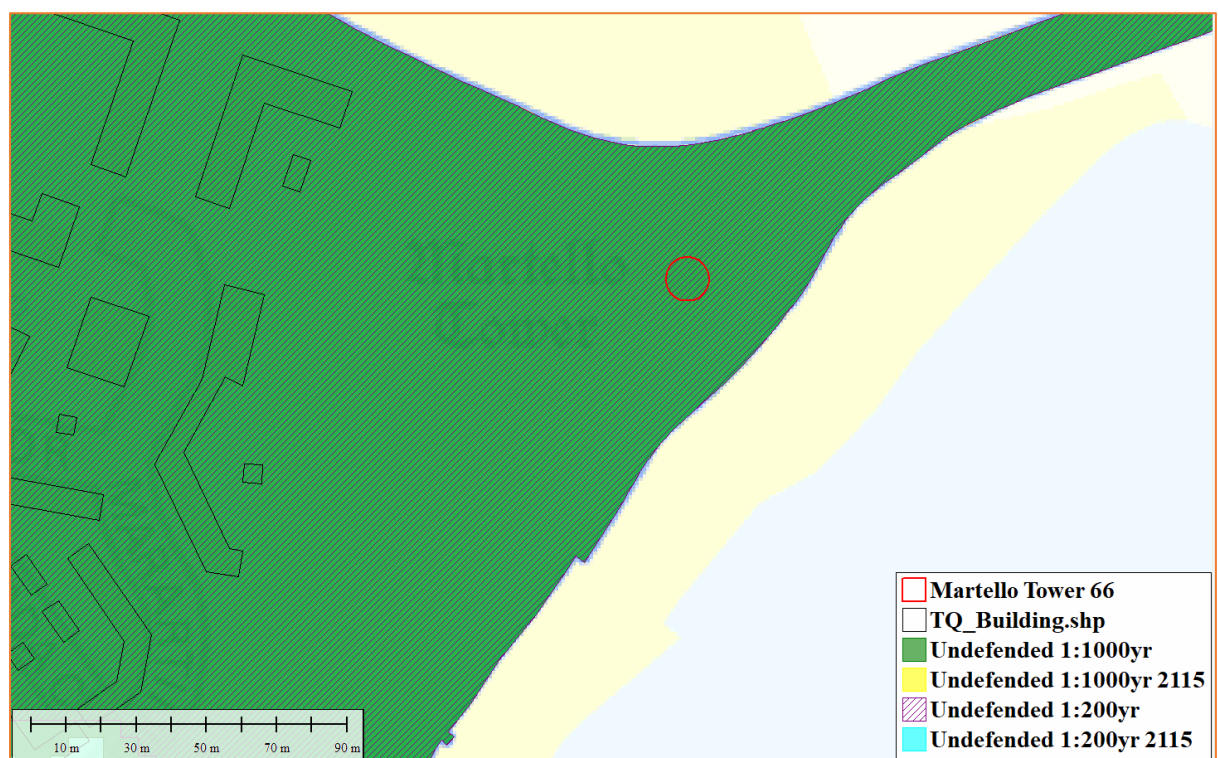 Martello
Tower
Martello Tower 66
TQ_Building.shp
Undefended 1:1000yr
Undefended 1:1000yr 2115
Undefended 1:200yr
Undefended 1:200yr 2115
10 m 30 m 50 m 70 m 90 m